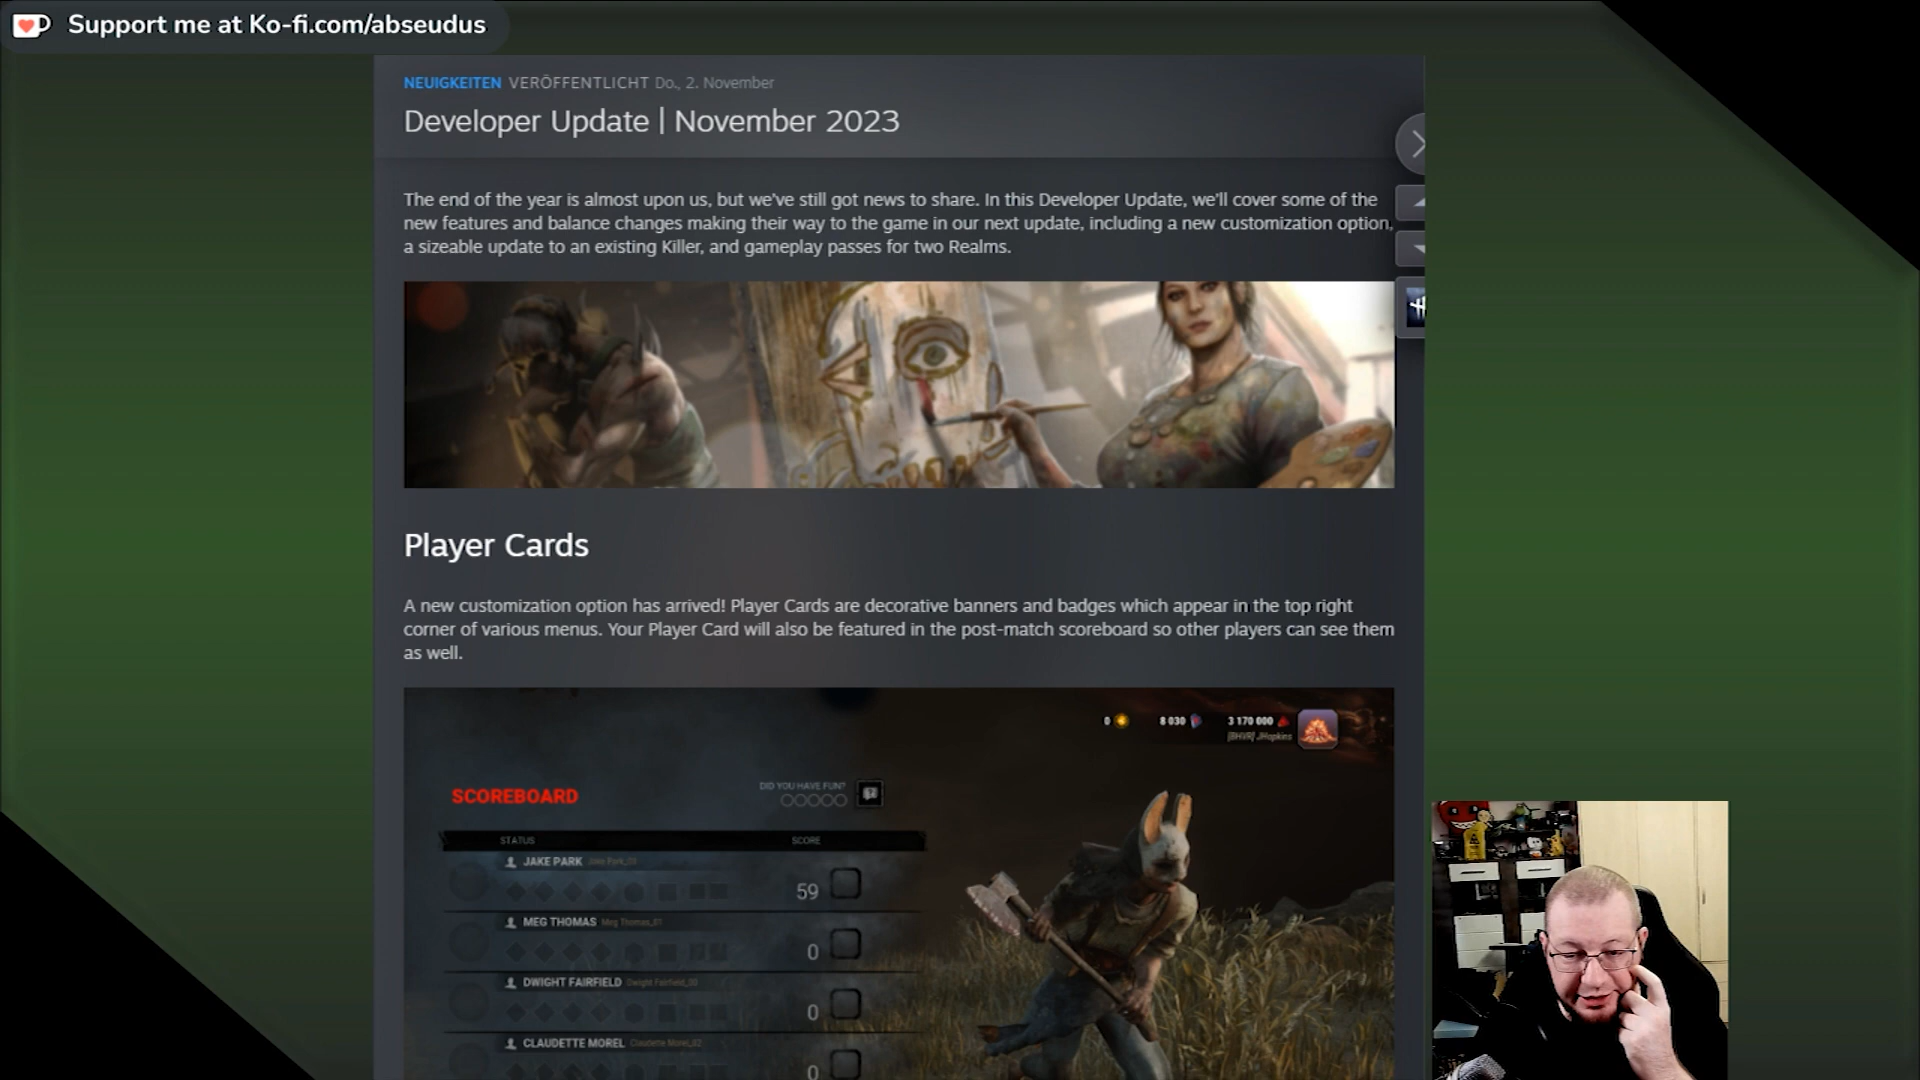 Support me at Ko-fi.com/abseudus
NEUIGKEITEN VERÖFFENTLICHT Do., 2. November
Developer Update | November 2023
The end of the year is almost upon us, but we've still got news to share. In this Developer Update, we'll cover some of the
new features and balance changes making their way to the game in our next update, including a new customization option,
a sizeable update to an existing Killer, and gameplay passes for two Realms.
Player Cards
A new customization option has arrived! Player Cards are decorative banners and badges which appear in the top right
corner of various menus. Your Player Card will also be featured in the post-match scoreboard so other players can see them
as well.
0 8 030 3 170 000
[BHVR] JHopkins
SCOREBOARD
DID YOU HAVE FUN?
STATUS SCORE
JAKE PARK
59
MEG THOMAS
0
DWIGHT FAIRFIELD
0
CLAUDETTE MOREL
0